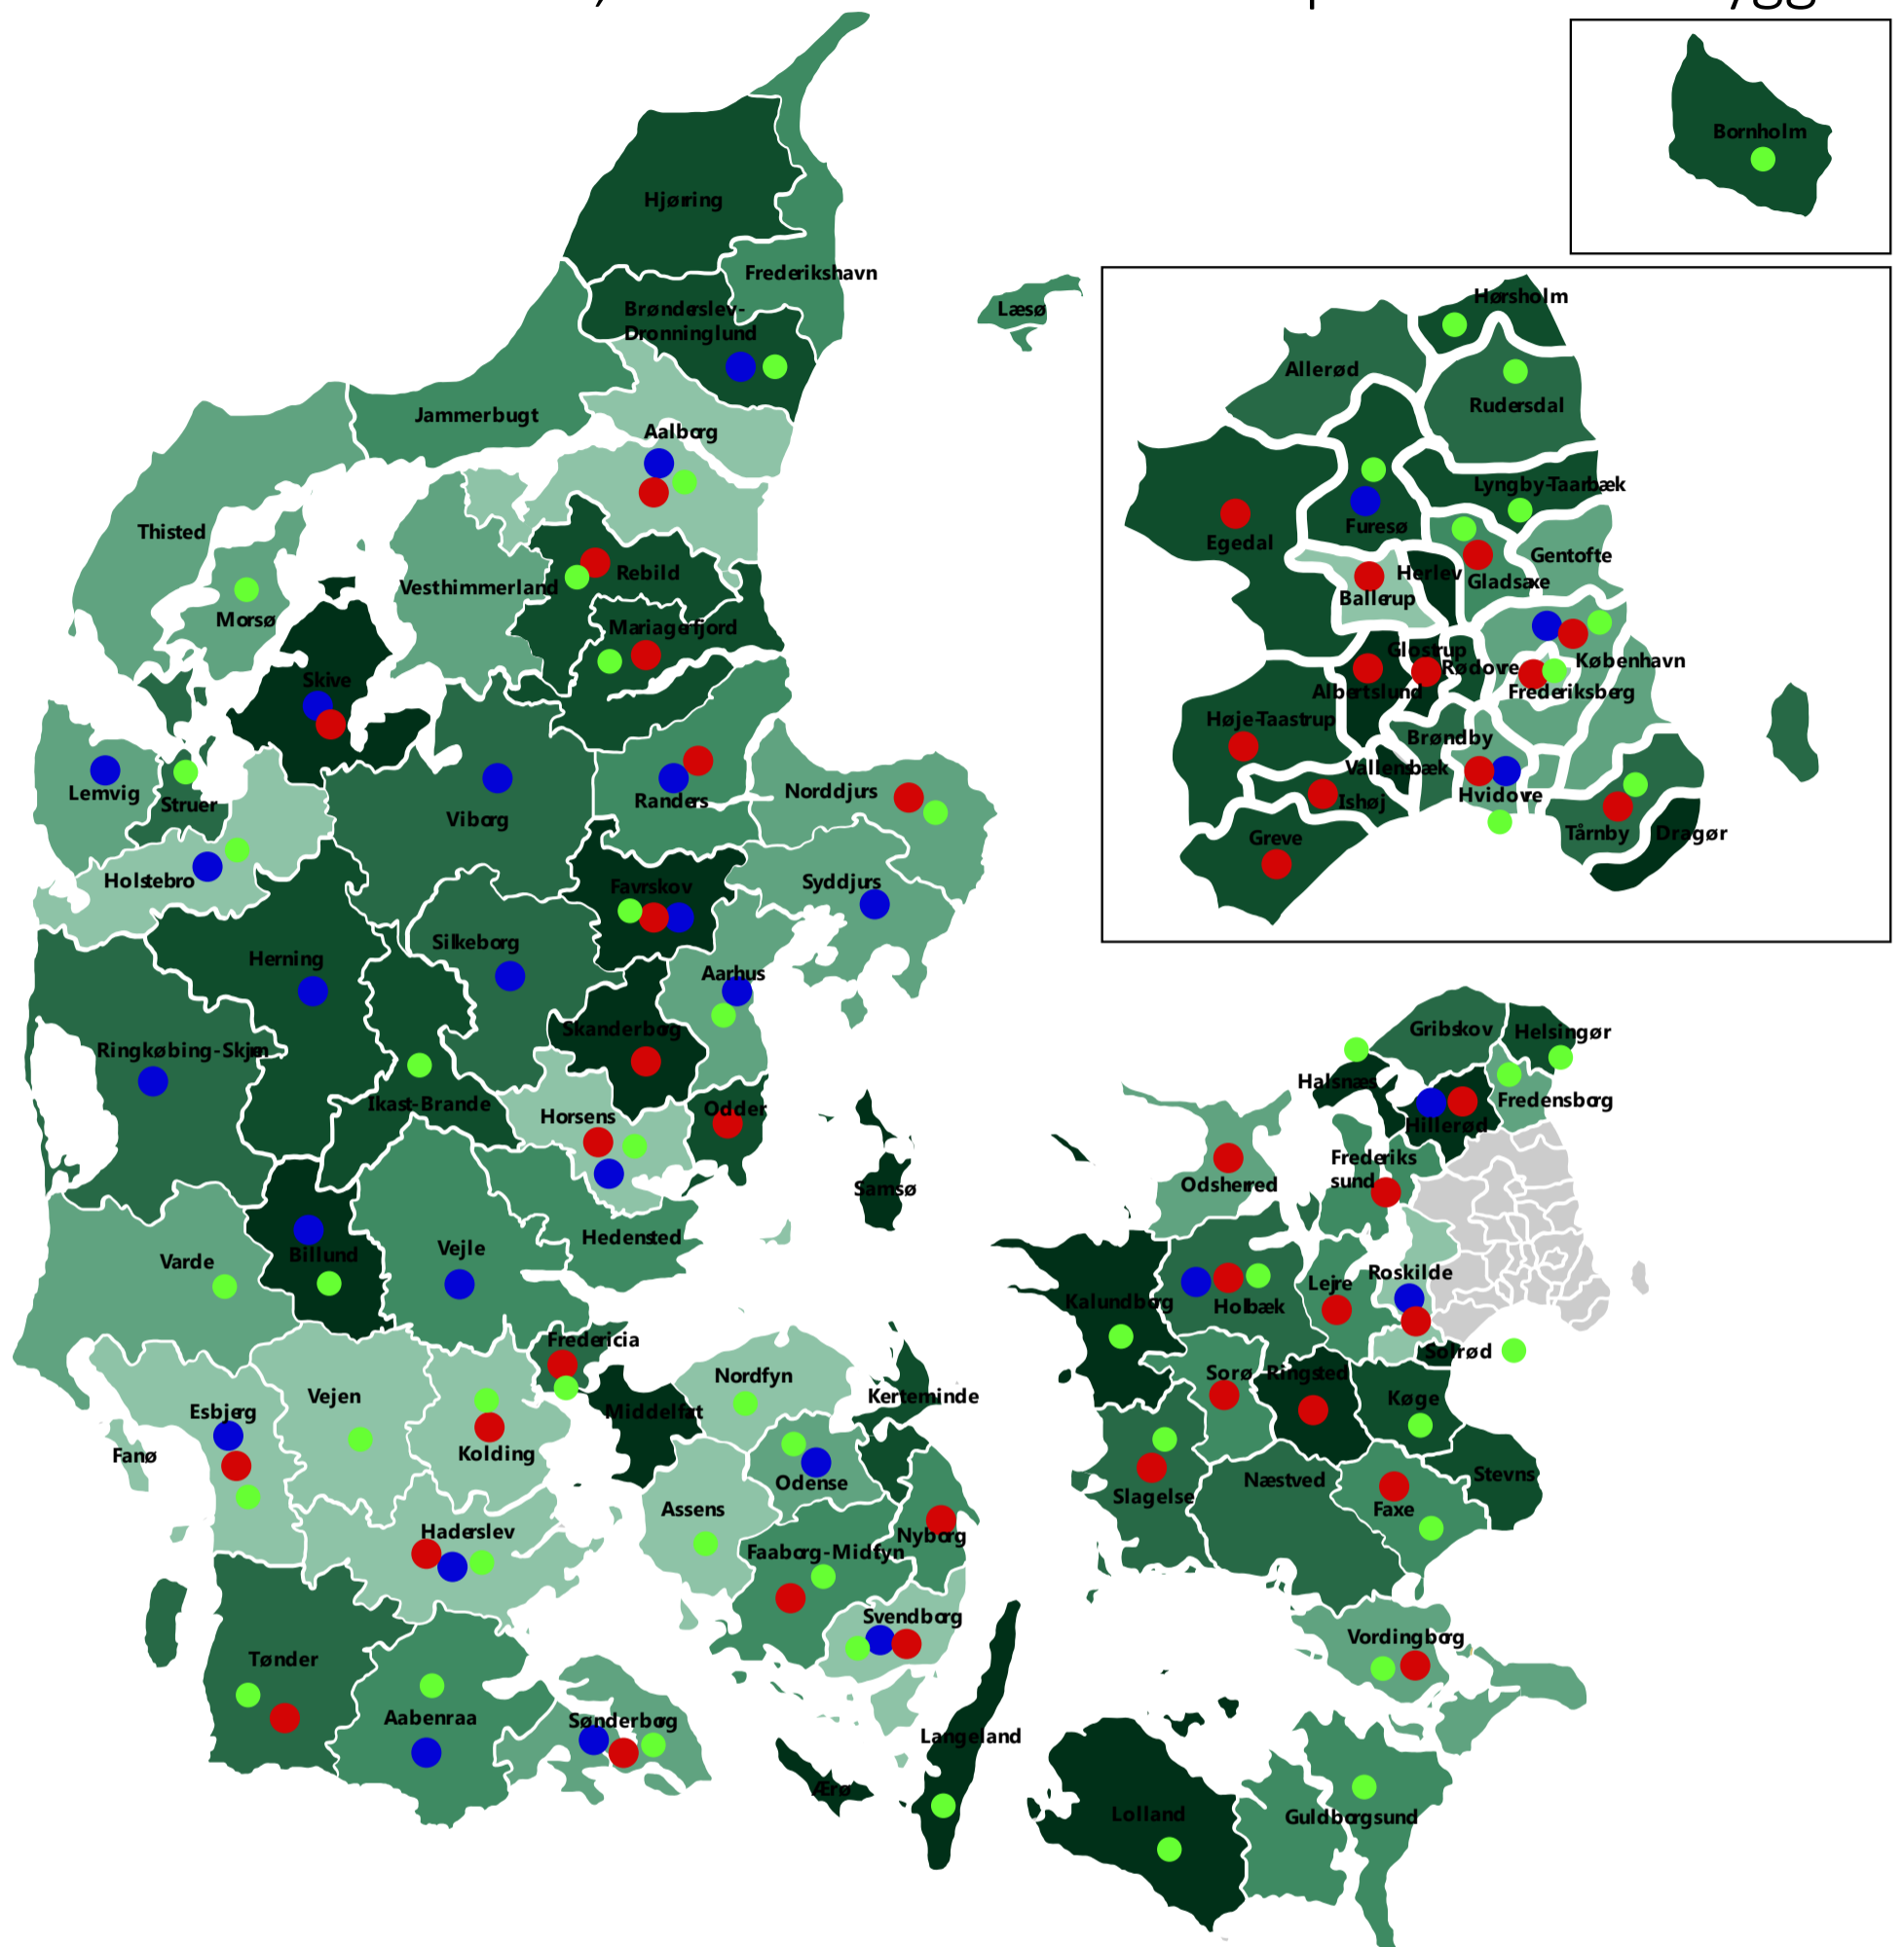 Bornholm
Hjørring
Frederikshavn
Læsø
Brønderslev-
Dronninglund
Jammerbugt
Aalborg
Thisted
Morsø
Vesthimmerland
Rebild
Mariagerfjord
Skive
Lemvig
Struer
Viborg
Randers
Norddjurs
Holstebro
Favrskov
Syddjurs
Herning
Silkeborg
Aarhus
Ringkøbing-Skjern
Skanderborg
Ikast-Brande
Horsens
Odder
Samsø
Hedensted
Varde
Billund
Vejle
Fredericia
Vejen
Esbjerg
Fanø
Kolding
Middelfart
Nordfyn
Kerteminde
Odense
Assens
Haderslev
Faaborg-Midtfyn
Nyborg
Svendborg
Tønder
Aabenraa
Sønderborg
Langeland
Ærø
Hørsholm
Allerød
Rudersdal
Lyngby-Taarbæk
Furesø
Egedal
Gentofte
Herlev
Gladsaxe
Ballerup
Glostrup
Rødovre
København
Albertslund
Frederiksberg
Høje-Taastrup
Brøndby
Vallensbæk
Hvidovre
Ishøj
Greve
Tårnby
Dragør
Gribskov
Helsingør
Halsnæs
Fredensborg
Hillerød
Frederiks
sund
Odsherred
Roskilde
Lejre
Kalundborg
Holbæk
Solrød
Sorø
Ringsted
Køge
Slagelse
Næstved
Stevns
Faxe
Vordingborg
Lolland
Guldborgsund